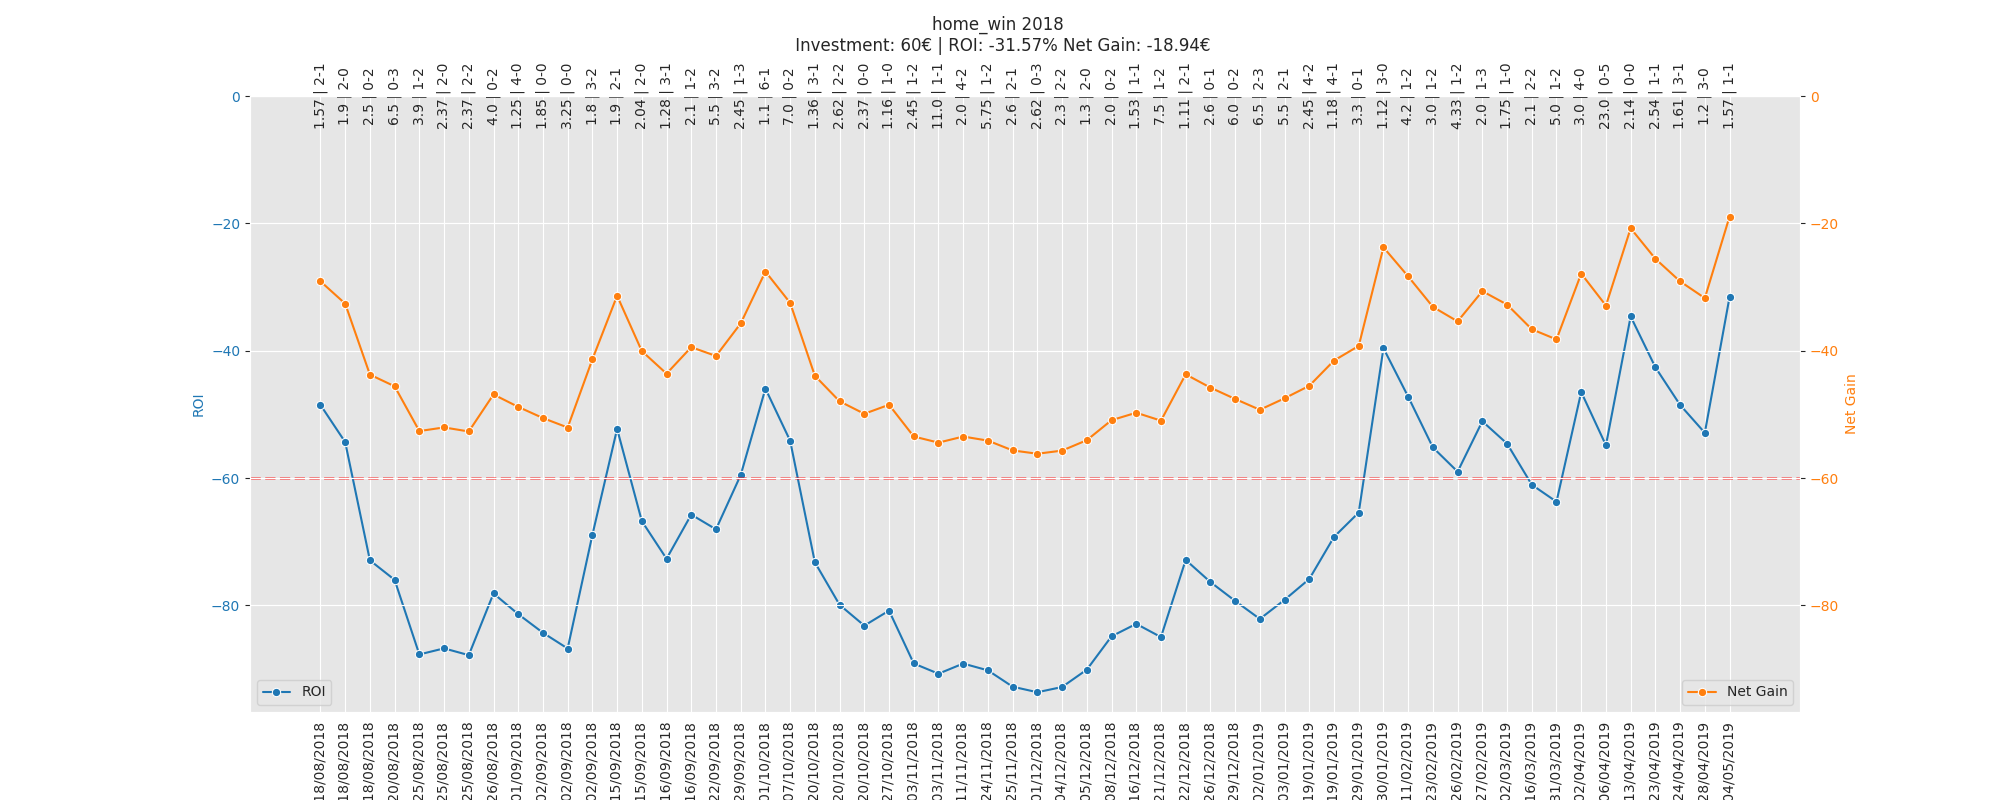 home_win 2018
Investment: 60€ | ROI: -31.57% Net Gain: -18.94€
1.57 | 2-1
1.9 | 2-0
2.5 | 0-2
6.5 | 0-3
3.9 | 1-2
2.37 | 2-0
2.37 | 2-2
4.0 | 0-2
1.25 | 4-0
1.85 | 0-0
3.25 | 0-0
1.8 | 3-2
1.9 | 2-1
2.04 | 2-0
1.28 | 3-1
2.1 | 1-2
5.5 | 3-2
2.45 | 1-3
1.1 | 6-1
7.0 | 0-2
1.36 | 3-1
2.62 | 2-2
2.37 | 0-0
1.16 | 1-0
2.45 | 1-2
11.0 | 1-1
2.0 | 4-2
5.75 | 1-2
2.6 | 2-1
2.62 | 0-3
2.3 | 2-2
1.3 | 2-0
2.0 | 0-2
1.53 | 1-1
7.5 | 1-2
1.11 | 2-1
2.6 | 0-1
6.0 | 0-2
6.5 | 2-3
5.5 | 2-1
2.45 | 4-2
1.18 | 4-1
3.3 | 0-1
1.12 | 3-0
4.2 | 1-2
3.0 | 1-2
4.33 | 1-2
2.0 | 1-3
1.75 | 1-0
2.1 | 2-2
5.0 | 1-2
3.0 | 4-0
23.0 | 0-5
2.14 | 0-0
2.54 | 1-1
1.61 | 3-1
1.2 | 3-0
1.57 | 1-1
0
−20
−40
−60
−80
ROI
0
−20
−40
−60
−80
Net Gain
ROI
Net Gain
18/08/2018
18/08/2018
18/08/2018
20/08/2018
25/08/2018
25/08/2018
25/08/2018
26/08/2018
01/09/2018
02/09/2018
02/09/2018
02/09/2018
15/09/2018
15/09/2018
16/09/2018
16/09/2018
22/09/2018
29/09/2018
01/10/2018
07/10/2018
20/10/2018
20/10/2018
20/10/2018
27/10/2018
03/11/2018
03/11/2018
11/11/2018
24/11/2018
25/11/2018
01/12/2018
04/12/2018
05/12/2018
08/12/2018
16/12/2018
21/12/2018
22/12/2018
26/12/2018
29/12/2018
02/01/2019
03/01/2019
19/01/2019
19/01/2019
29/01/2019
30/01/2019
11/02/2019
23/02/2019
26/02/2019
27/02/2019
02/03/2019
16/03/2019
31/03/2019
02/04/2019
06/04/2019
13/04/2019
23/04/2019
24/04/2019
28/04/2019
04/05/2019